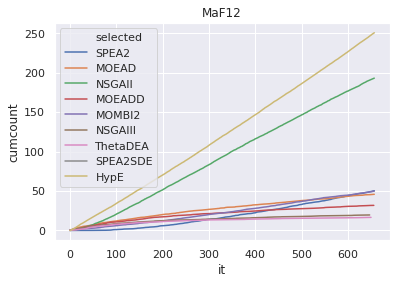 MaF12
cumcount
250
200
150
100
50
0
selected
SPEA2
MOEAD
NSGAII
MOEADD
MOMBI2
NSGAIII
ThetaDEA
SPEA2SDE
HypE
0 100 200 300 400 500 600
it